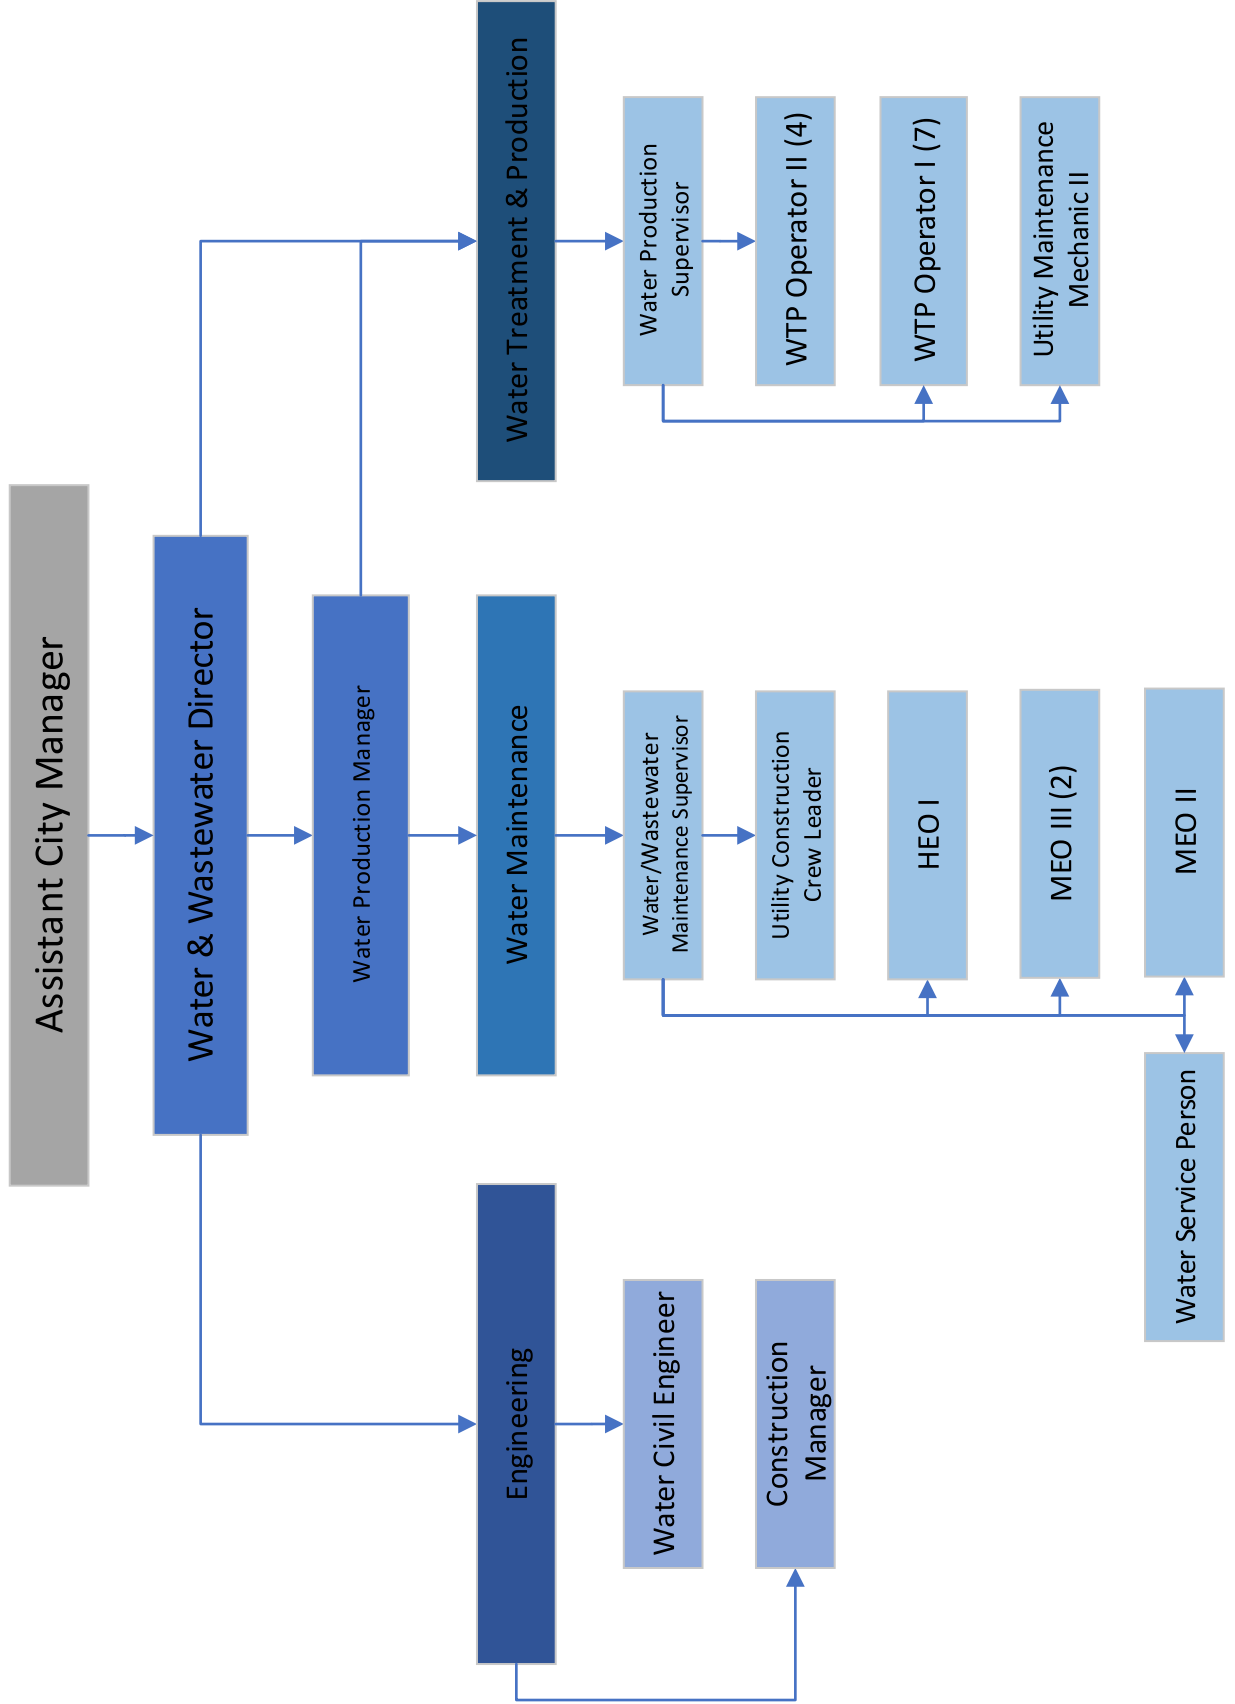 Assistant City Manager
Water & Wastewater Director
Water Production Manager
Engineering
Water Maintenance
Water Treatment & Production
Water Civil Engineer
Water/Wastewater
Maintenance Supervisor
Water Production
Supervisor
Construction
Manager
Utility Construction
Crew Leader
WTP Operator II (4)
HEO I
WTP Operator I (7)
MEO III (2)
Utility Maintenance
Mechanic II
Water Service Person
MEO II